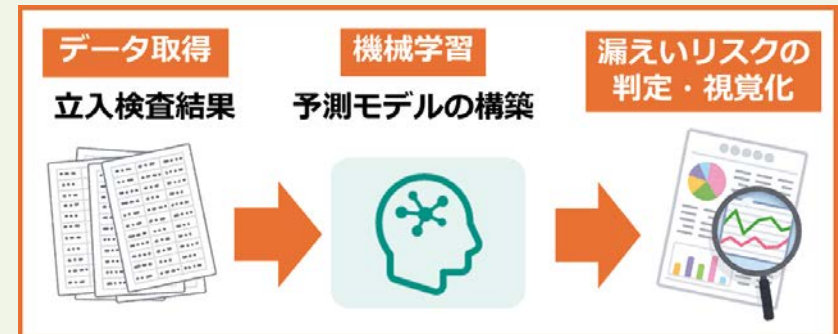 データ取得
立入検査結果
機械学習
予測モデルの構築
漏えいリスクの
判定・視覚化